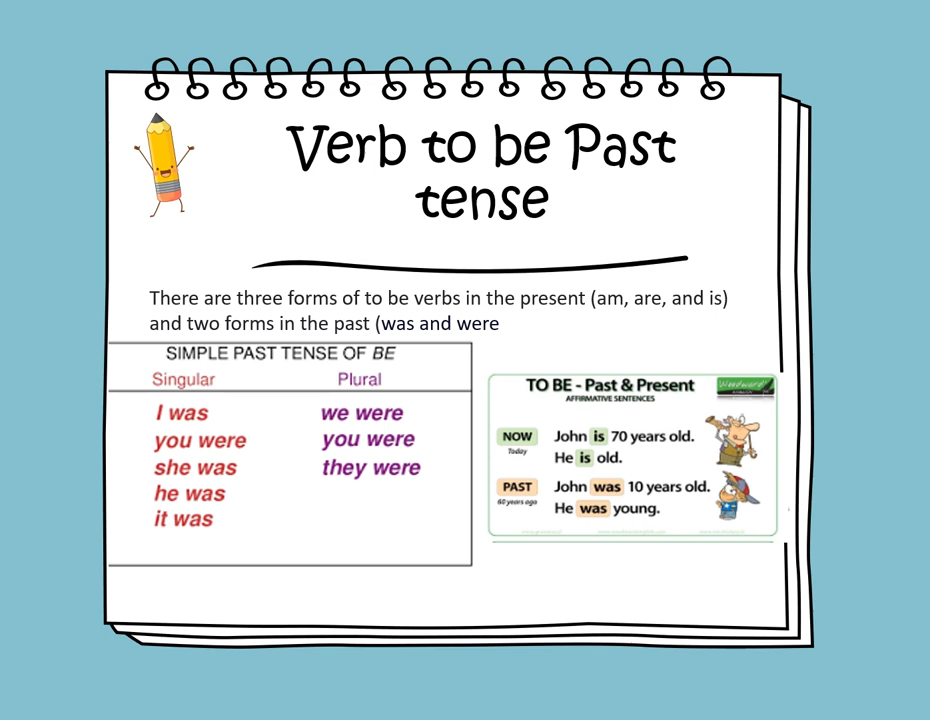 Verb to be Past
tense
There are three forms of to be verbs in the present (am, are, and is)
and two forms in the past (was and were
SIMPLE PAST TENSE OF BE
Singular Plural
I was we were
you were you were
she was they were
he was
it was
TO BE - Past & Present
AFFIRMATIVE SENTENCES
Woodward
NOW
Today
John is 70 years old.
He is old.
PAST
60 years ago
John was 10 years old.
He was young.